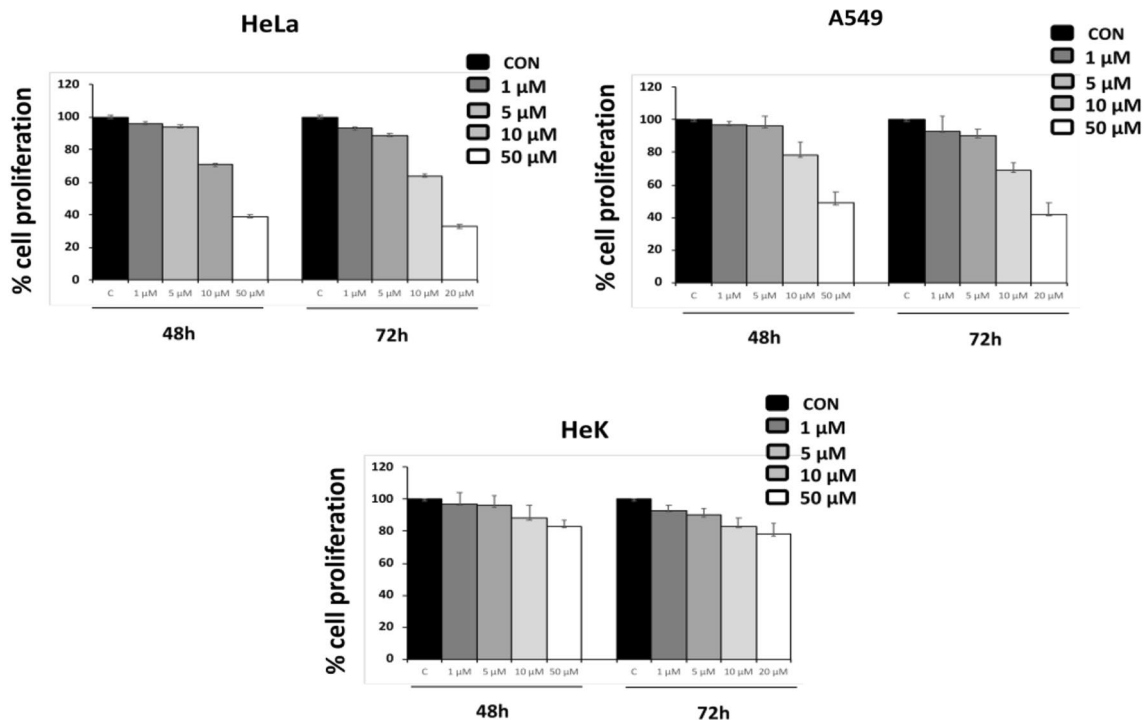 HeLa
CON
1 µM
5 µM
10 µM
50 µM
% cell proliferation
120
100
80
60
40
20
0
C 1 µM 5 µM 10 µM 50 µM C 1 µM 5 µM 10 µM 20 µM
48h 72h
A549
CON
1 µM
5 µM
10 µM
50 µM
% cell proliferation
120
100
80
60
40
20
0
C 1 µM 5 µM 10 µM 50 µM C 1 µM 5 µM 10 µM 20 µM
48h 72h
HeK
CON
1 µM
5 µM
10 µM
50 µM
% cell proliferation
120
100
80
60
40
20
0
C 1 µM 5 µM 10 µM 50 µM C 1 µM 5 µM 10 µM 20 µM
48h 72h